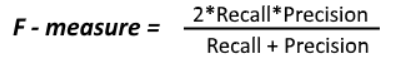 F - measure = 2*Recall*Precision
Recall + Precision